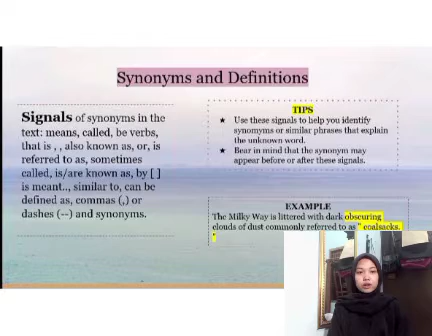 Synonyms and Definitions
Signals of synonyms in the
text: means, called, be verbs,
that is , , also known as, or, is
referred to as, sometimes
called, is/are known as, by [ ]
is meant.., similar to, can be
defined as, commas (,) or
dashes (--) and synonyms.
TIPS
★ Use these signals to help you identify
synomyms or similar phrases that explain
the unknown word.
★ Bear in mind that the synonym may
appear before or after these signals.
EXAMPLE
The Milky Way is littered with dark obscuring
clouds of dust commonly referred to as " coalsacks.
"